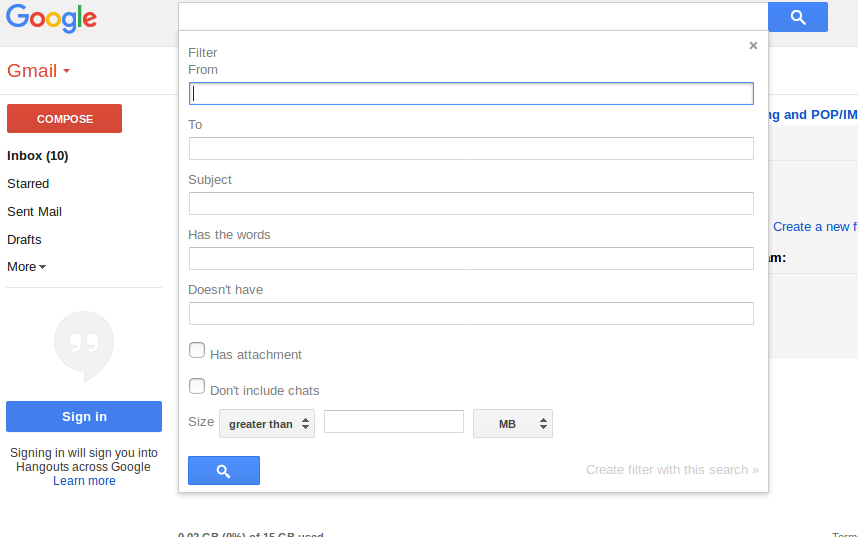 Google
Gmail
COMPOSE
Inbox (10)
Starred
Sent Mail
Drafts
More
Sign in
Signing in will sign you into
Hangouts across Google
Learn more
×
Filter
From
To
Subject
Has the words
Doesn't have
Has attachment
Don't include chats
Size greater than MB
Create filter with this search »
and POP/IM
Create a new
0.02 GB (0%) of 15 GB used